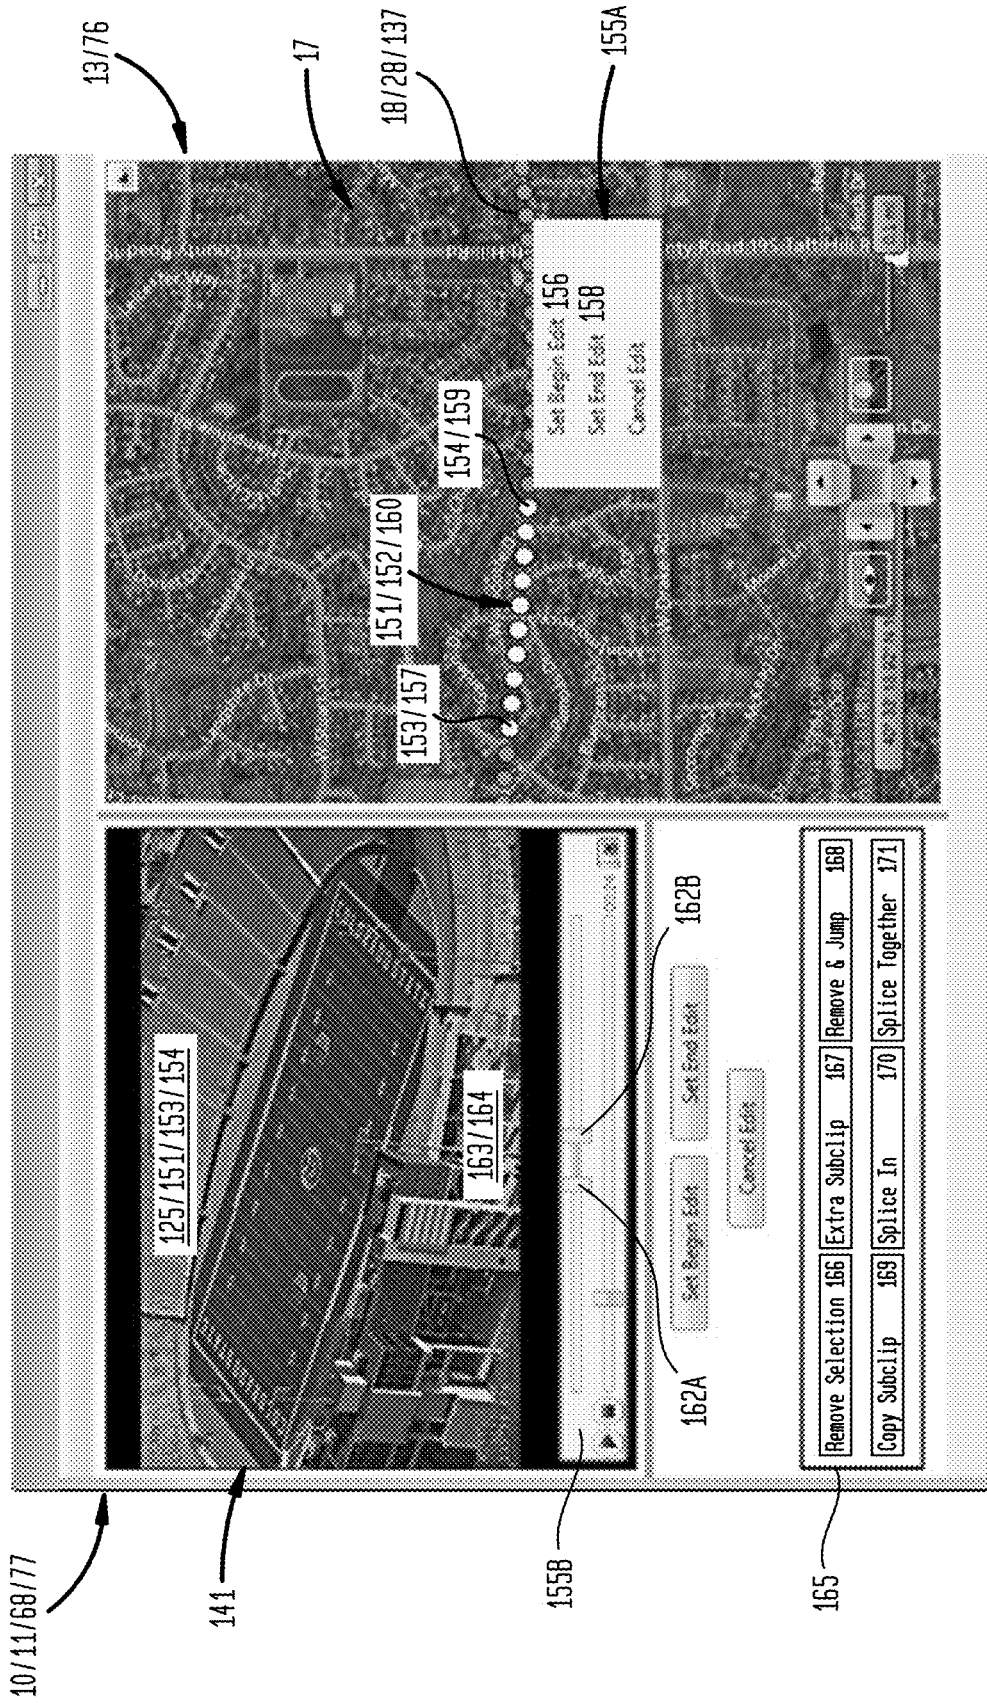 10/11/68/77
13/76
17
18/28/137
155A
141
125/151/153/154
163/164
151/152/160
153/157
154/159
Set Begin Edit 156
Set End Edit 158
Cancel Edit
155B
162A
162B
Set Begin Edit
Set End Edit
Cancel Edit
165
Remove Selection 166
Extra Subclip 167
Remove & Jump 168
Copy Subclip 169
Splice In 170
Splice Together 171